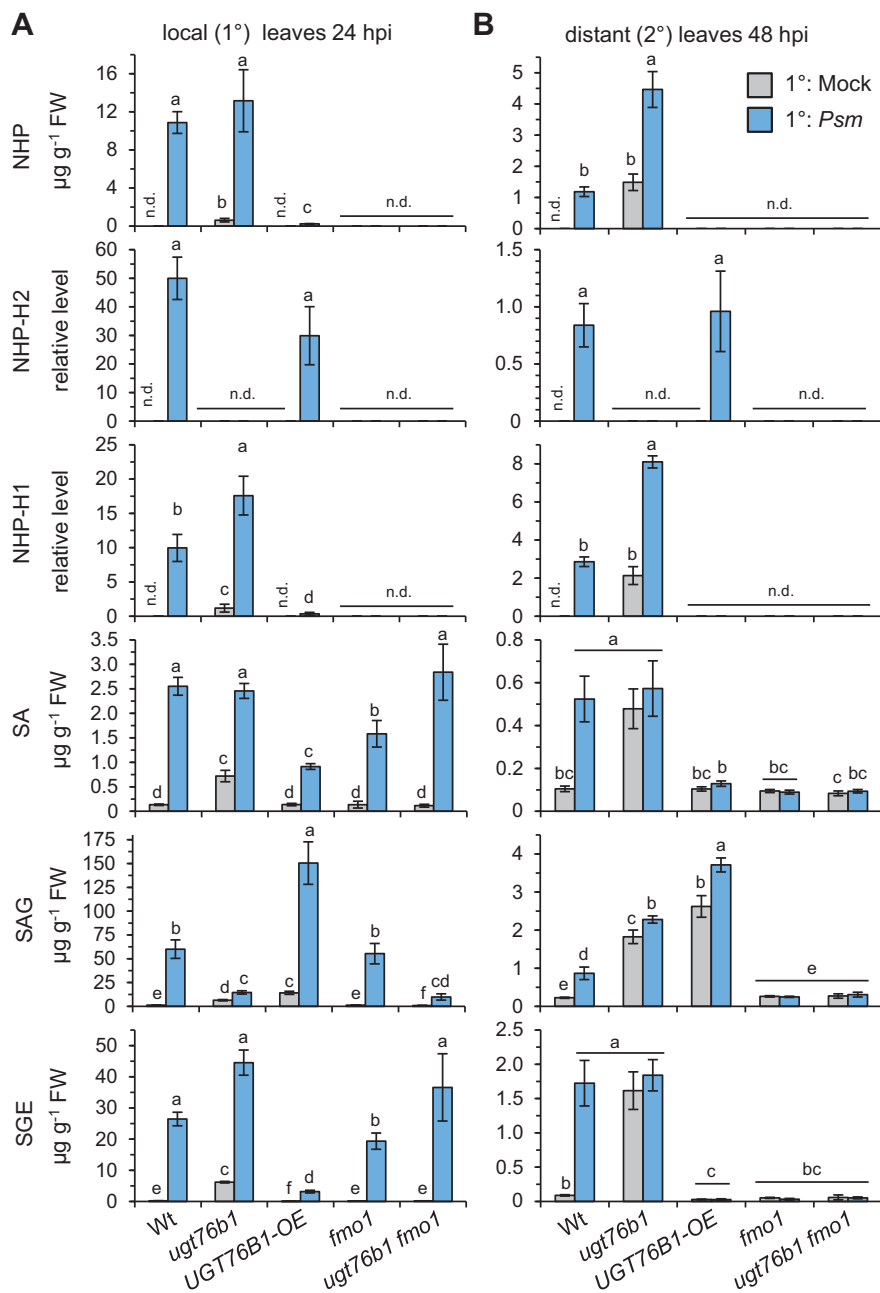 A local (1°) leaves 24 hpi
B distant (2°) leaves 48 hpi
1°: Mock
1°: Psm
NHP
µg g⁻¹ FW
16
12
8
4
0
n.d.
a
b
a
n.d.
c
n.d.
5
4
3
2
1
0
n.d.
b
b
a
n.d.
NHP-H2
relative level
60
50
40
30
20
10
0
n.d.
a
n.d.
a
n.d.
1.5
1.0
0.5
0
n.d.
a
n.d.
a
n.d.
NHP-H1
relative level
25
20
15
10
5
0
n.d.
b
c
a
n.d.
d
n.d.
8
6
4
2
0
n.d.
b
b
a
n.d.
SA
µg g⁻¹ FW
3.5
3.0
2.5
2.0
1.5
1.0
0.5
0
d
a
c
a
d
c
d
b
d
a
0.8
0.6
0.4
0.2
0
bc
a
bc
b
bc
c
bc
SAG
µg g⁻¹ FW
175
150
125
100
75
50
25
0
e
b
d
c
c
a
e
b
f
cd
4
3
2
1
0
e
d
c
b
b
a
e
SGE
µg g⁻¹ FW
50
40
30
20
10
0
e
a
c
a
f
d
e
b
e
a
2.0
1.5
1.0
0.5
0
b
a
c
bc
Wt
ugt76b1
UGT76B1-OE
fmo1
ugt76b1 fmo1
Wt
ugt76b1
UGT76B1-OE
fmo1
ugt76b1 fmo1